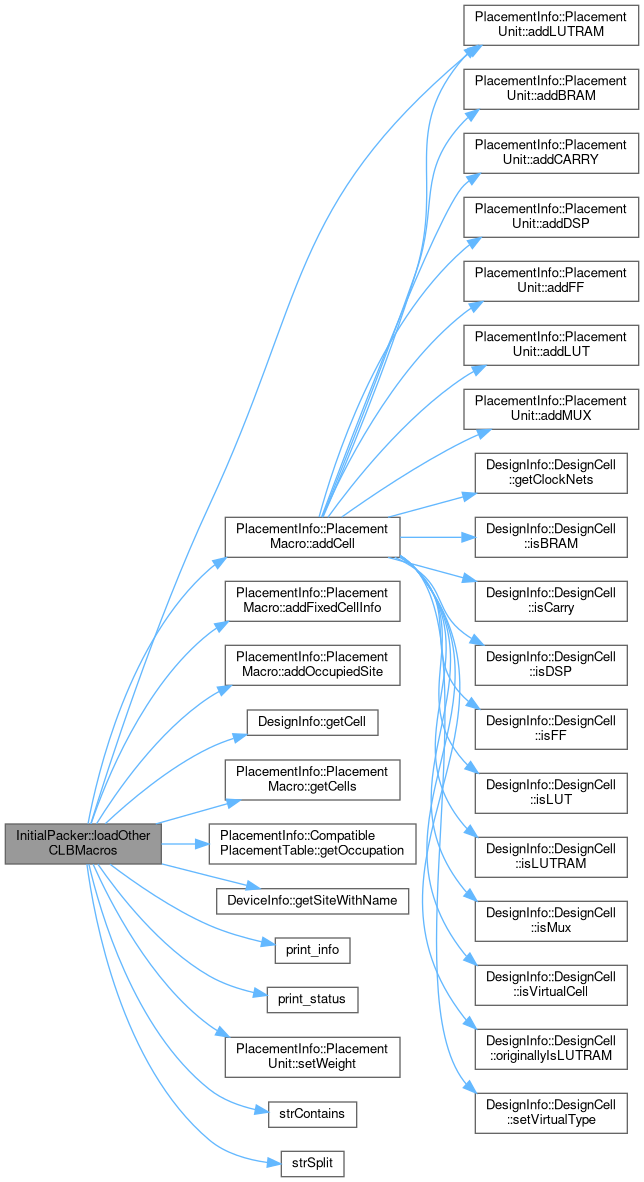 InitialPacker::loadOther
CLBMacros
PlacementInfo::Placement
Macro::addCell
PlacementInfo::Placement
Macro::addFixedCellInfo
PlacementInfo::Placement
Macro::addOccupiedSite
DesignInfo::getCell
PlacementInfo::Placement
Macro::getCells
PlacementInfo::Compatible
PlacementTable::getOccupation
DeviceInfo::getSiteWithName
print_info
print_status
PlacementInfo::Placement
Unit::setWeight
strContains
strSplit
PlacementInfo::Placement
Unit::addLUTRAM
PlacementInfo::Placement
Unit::addBRAM
PlacementInfo::Placement
Unit::addCARRY
PlacementInfo::Placement
Unit::addDSP
PlacementInfo::Placement
Unit::addFF
PlacementInfo::Placement
Unit::addLUT
PlacementInfo::Placement
Unit::addMUX
DesignInfo::DesignCell
::getClockNets
DesignInfo::DesignCell
::isBRAM
DesignInfo::DesignCell
::isCarry
DesignInfo::DesignCell
::isDSP
DesignInfo::DesignCell
::isFF
DesignInfo::DesignCell
::isLUT
DesignInfo::DesignCell
::isLUTRAM
DesignInfo::DesignCell
::isMux
DesignInfo::DesignCell
::isVirtualCell
DesignInfo::DesignCell
::originallyIsLUTRAM
DesignInfo::DesignCell
::setVirtualType